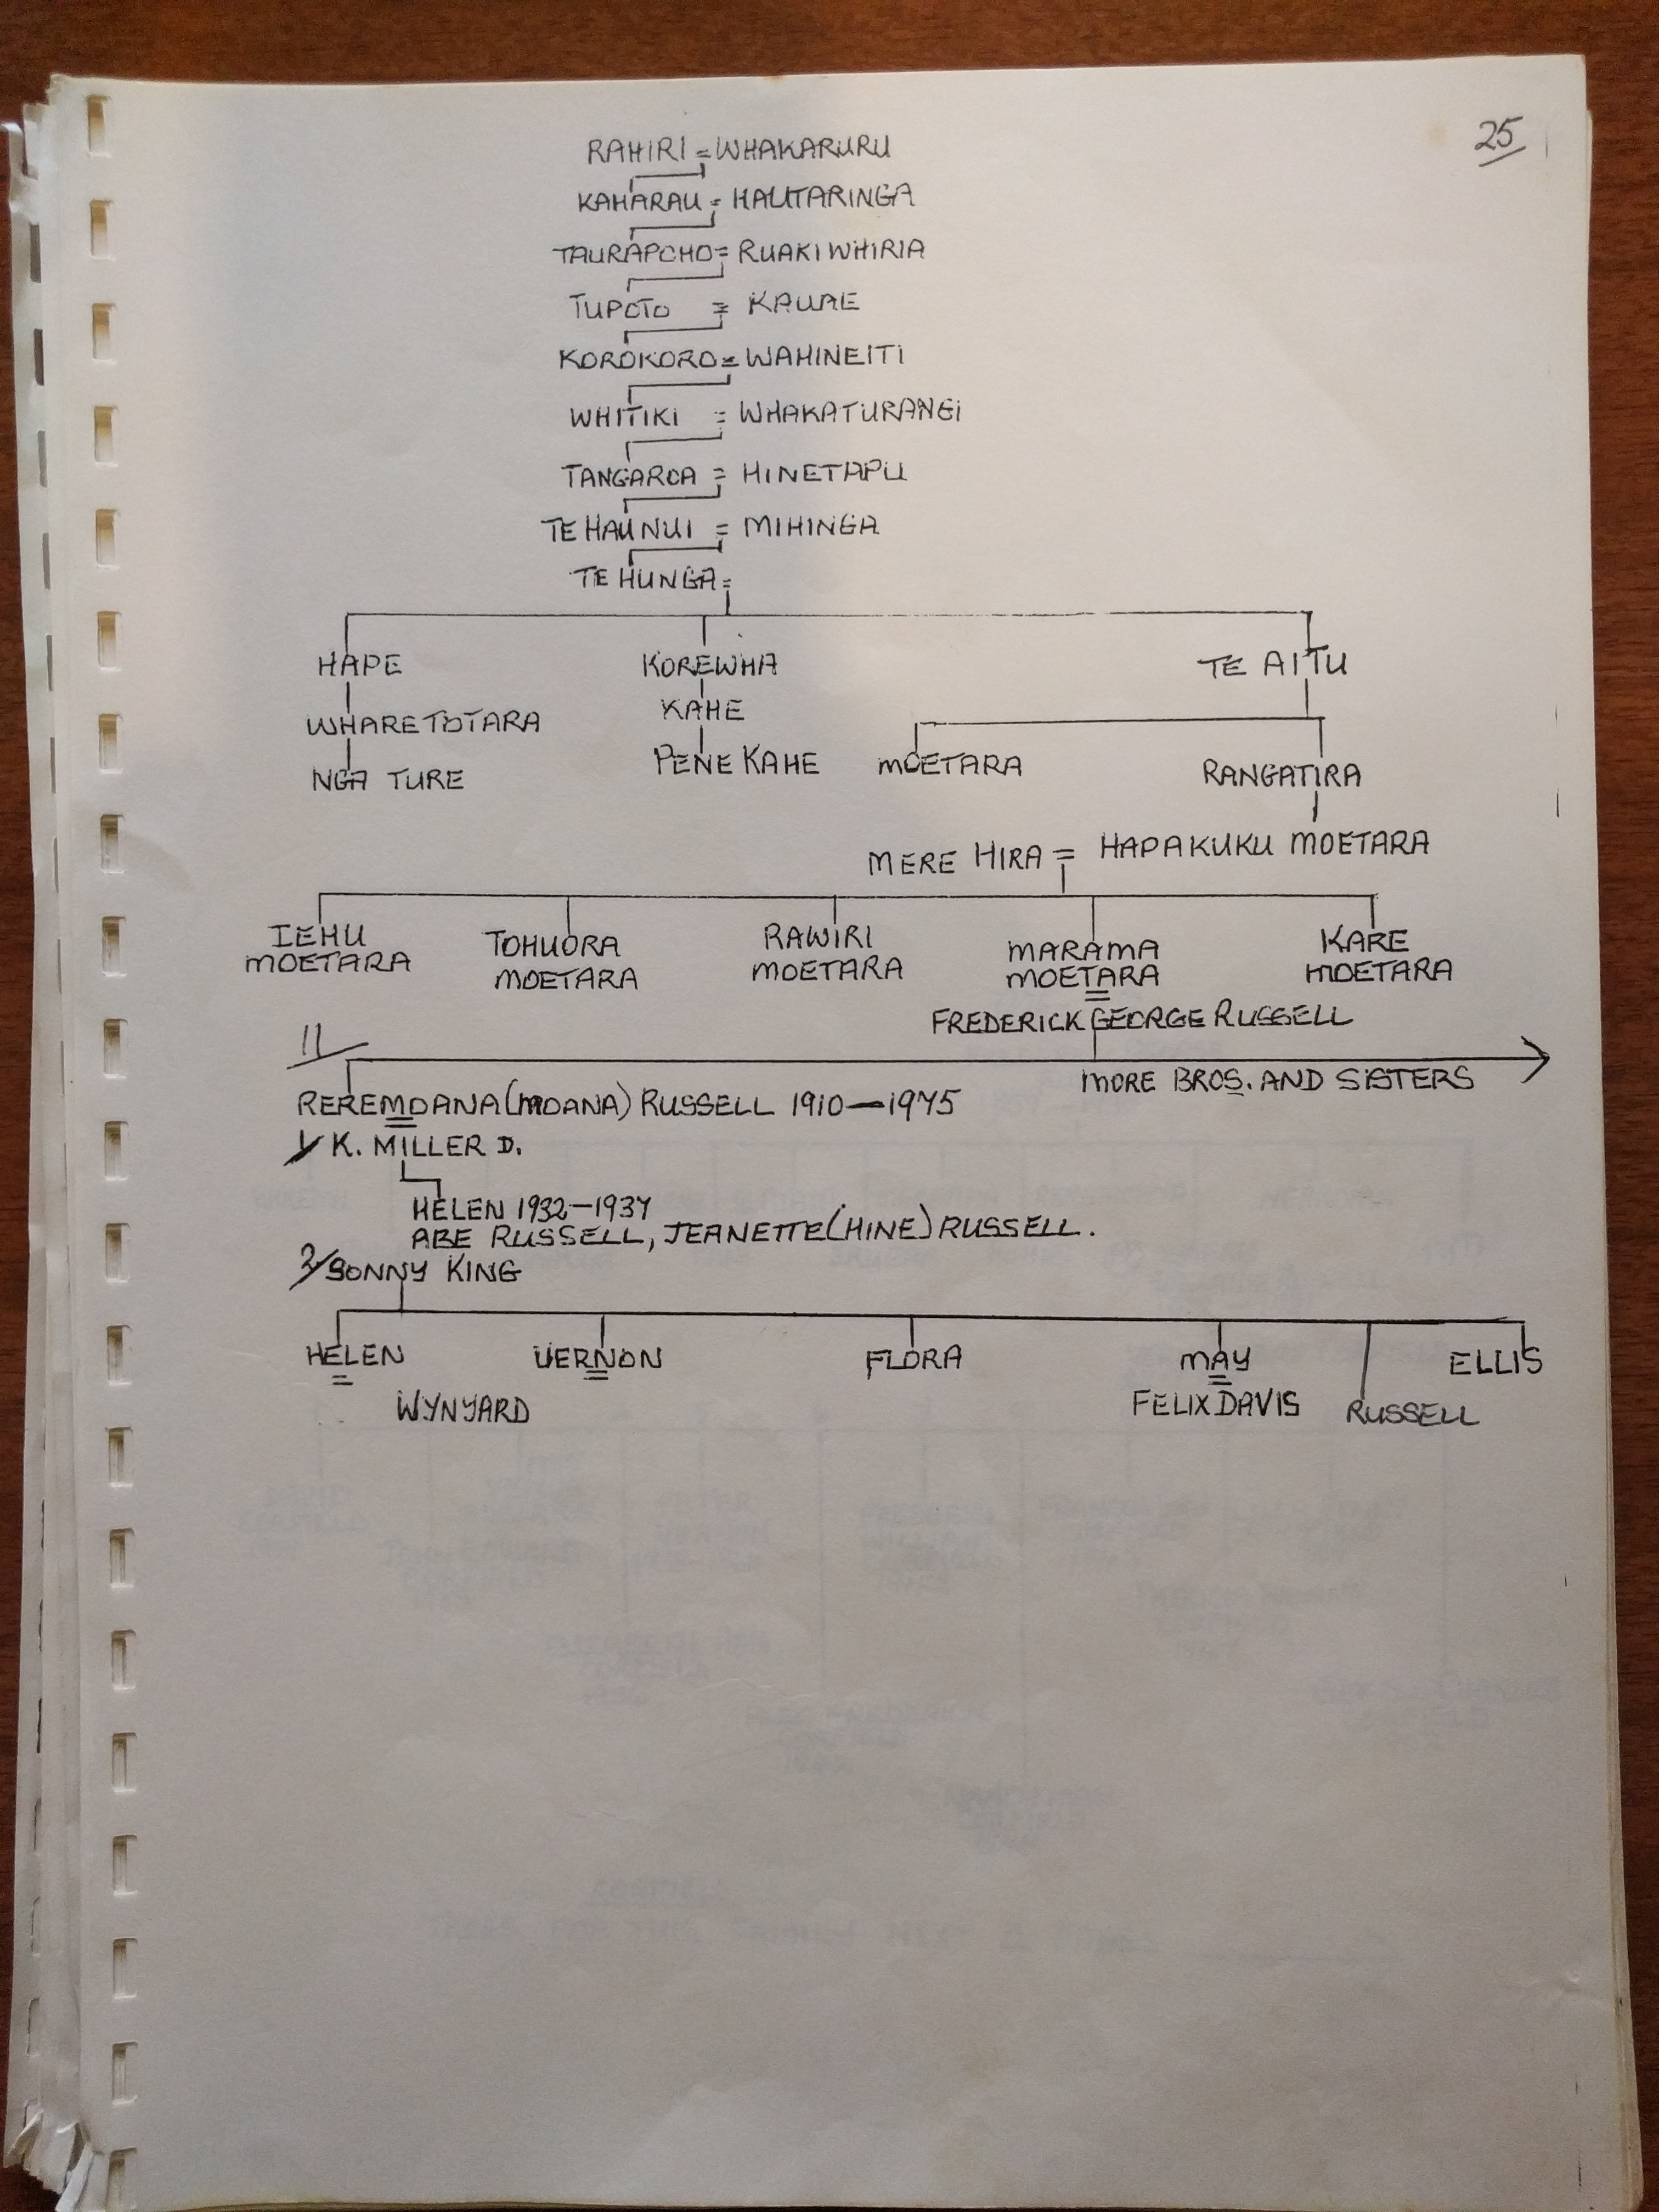 25
RAHIRI = WHAKARURU
KAHARAU = HAUTARINGA
TAURAPOHO = RUAKIWHIRIA
TUPOTO = KAUAE
KOROKORO = WAHINEITI
WHITIKI = WHAKATURANGI
TANGAROA = HINETAPU
TE HAUNUI = MIHINGA
TE HUNGA =
HAPE KOREWHA TE AITU
WHARETOTARA KAHE
NGA TURE PENE KAHE MOETARA RANGATIRA
MERE HIRA = HAPAKUKU MOETARA
IEHU TOHUORA RAWIRI MARAMA KARE
MOETARA MOETARA MOETARA MOETARA MOETARA
=
FREDERICK GEORGE RUSSELL
11
MORE BROS. AND SISTERS
REREMOANA (MOANA) RUSSELL 1910—1975
=
1/ K. MILLER D.
HELEN 1932–1937
ABE RUSSELL, JEANETTE (HINE) RUSSELL.
2/ SONNY KING
HELEN VERNON FLORA MAY ELLIS
= = =
WYNYARD FELIX DAVIS RUSSELL